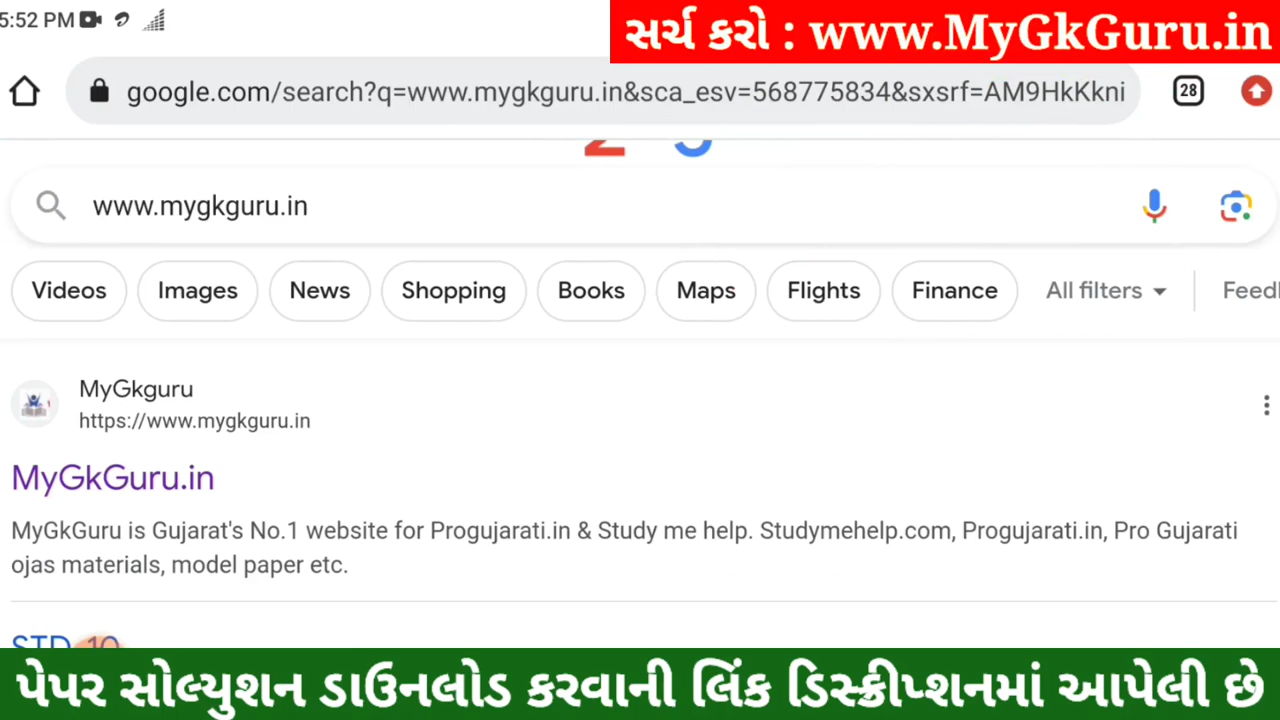 5:52 PM
સર્ચ કરો : www.MyGkGuru.in
google.com/search?q=www.mygkguru.in&sca_esv=568775834&sxsrf=AM9HkKkni
28
www.mygkguru.in
Videos Images News Shopping Books Maps Flights Finance All filters Feed
MyGkguru
https://www.mygkguru.in
MyGkGuru.in
MyGkGuru is Gujarat's No.1 website for Progujarati.in & Study me help. Studymehelp.com, Progujarati.in, Pro Gujarati
ojas materials, model paper etc.
STD 10
પેપર સોલ્યુશન ડાઉનલોડ કરવાની લિંક ડિસ્ક્રીપ્શનમાં આપેલી છે